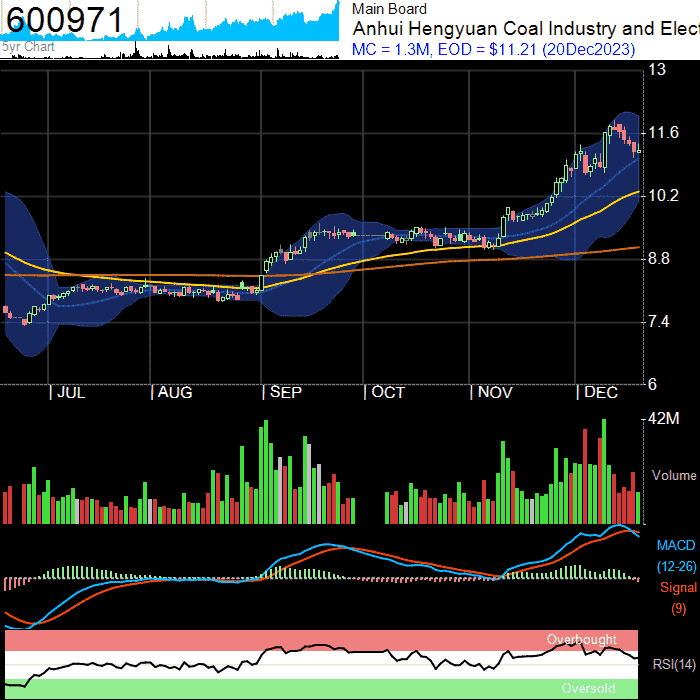 600971
5yr Chart
Main Board
Anhui Hengyuan Coal Industry and Elect
MC = 1.3M, EOD = $11.21 (20Dec2023)
13
11.6
10.2
8.8
7.4
6
| JUL | AUG | SEP | OCT | NOV | DEC
42M
Volume
MACD
(12-26)
Signal
(9)
Overbought
RSI(14)
Oversold